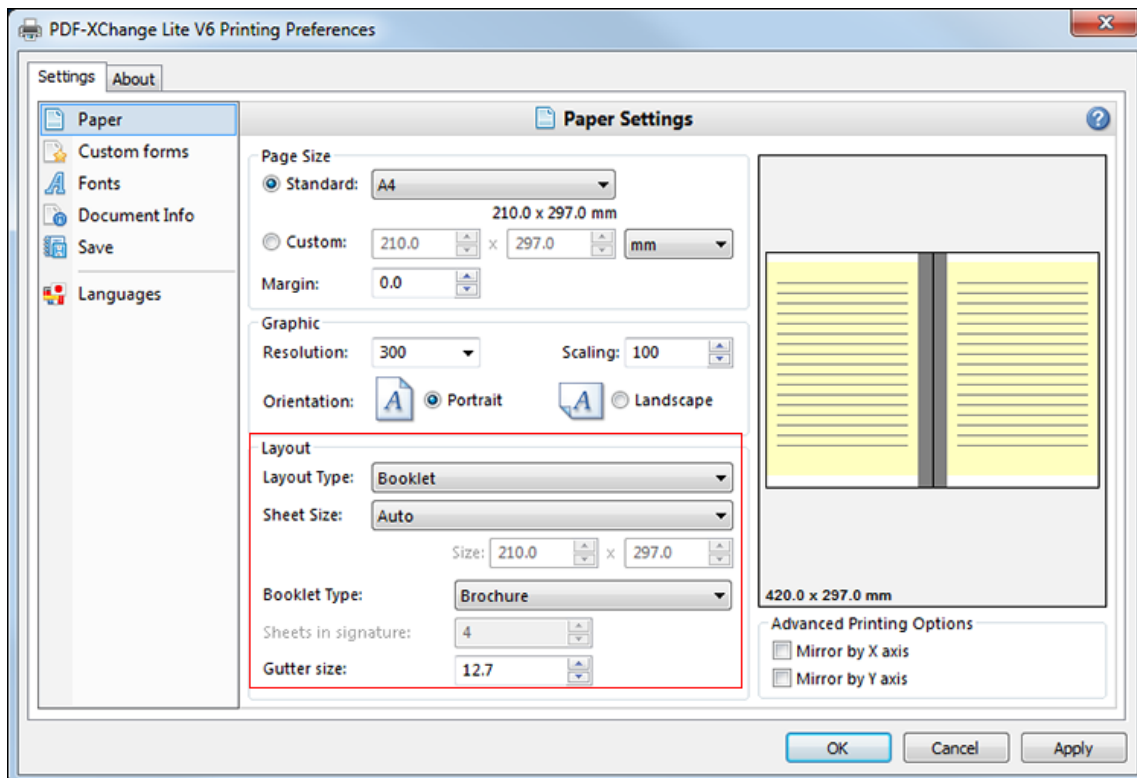 PDF-XChange Lite V6 Printing Preferences
Settings About
Paper
Custom forms
Fonts
Document Info
Save
Languages
Paper Settings
Page Size
Standard: A4
210.0 x 297.0 mm
Custom: 210.0 x 297.0 mm
Margin: 0.0
Graphic
Resolution: 300 Scaling: 100
Orientation: A Portrait A Landscape
Layout
Layout Type: Booklet
Sheet Size: Auto
Size: 210.0 x 297.0
Booklet Type: Brochure
Sheets in signature: 4
Gutter size: 12.7
420.0 x 297.0 mm
Advanced Printing Options
Mirror by X axis
Mirror by Y axis
OK Cancel Apply